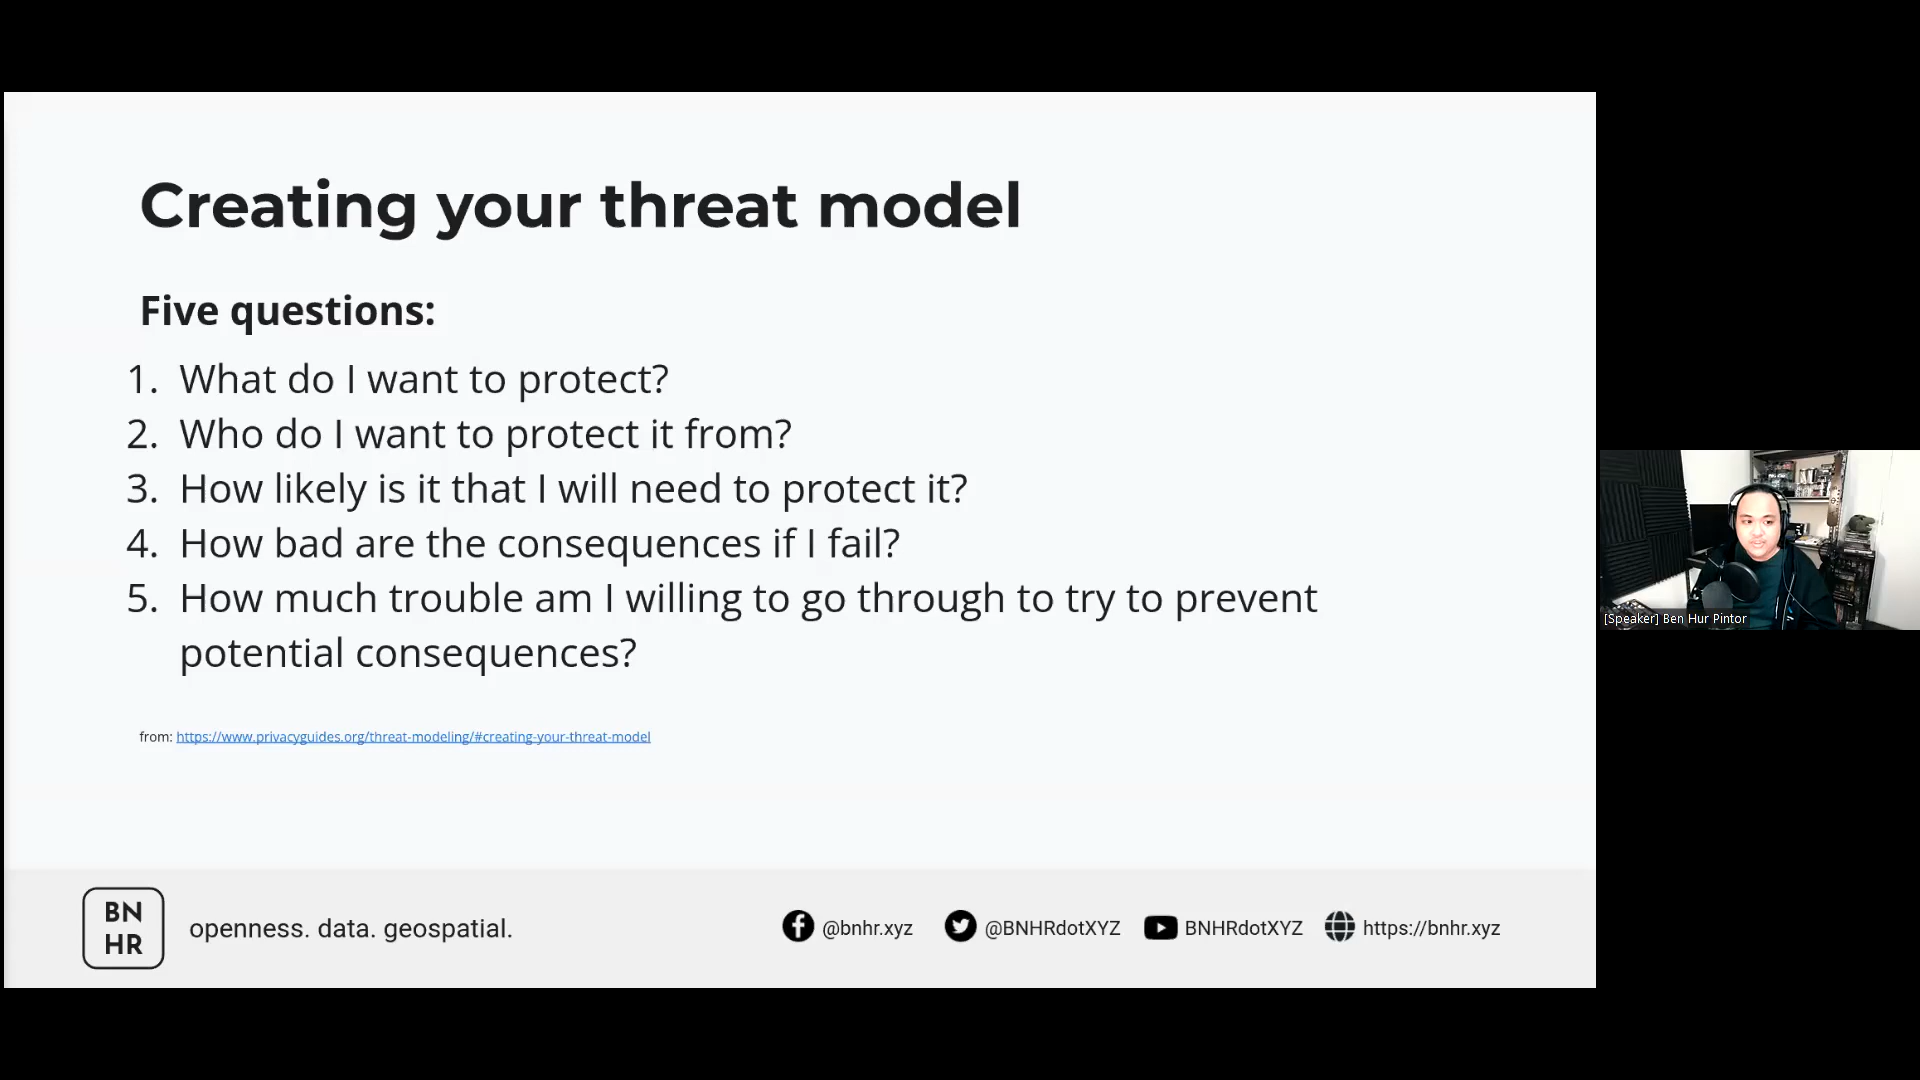 Creating your threat model
Five questions:
1. What do I want to protect?
2. Who do I want to protect it from?
3. How likely is it that I will need to protect it?
4. How bad are the consequences if I fail?
5. How much trouble am I willing to go through to try to prevent
potential consequences?
from: https://www.privacyguides.org/threat-modeling/#creating-your-threat-model
BN
HR
openness. data. geospatial.
@bnhr.xyz
@BNHRdotXYZ
BNHRdotXYZ
https://bnhr.xyz
[Speaker] Ben Hur Pintor